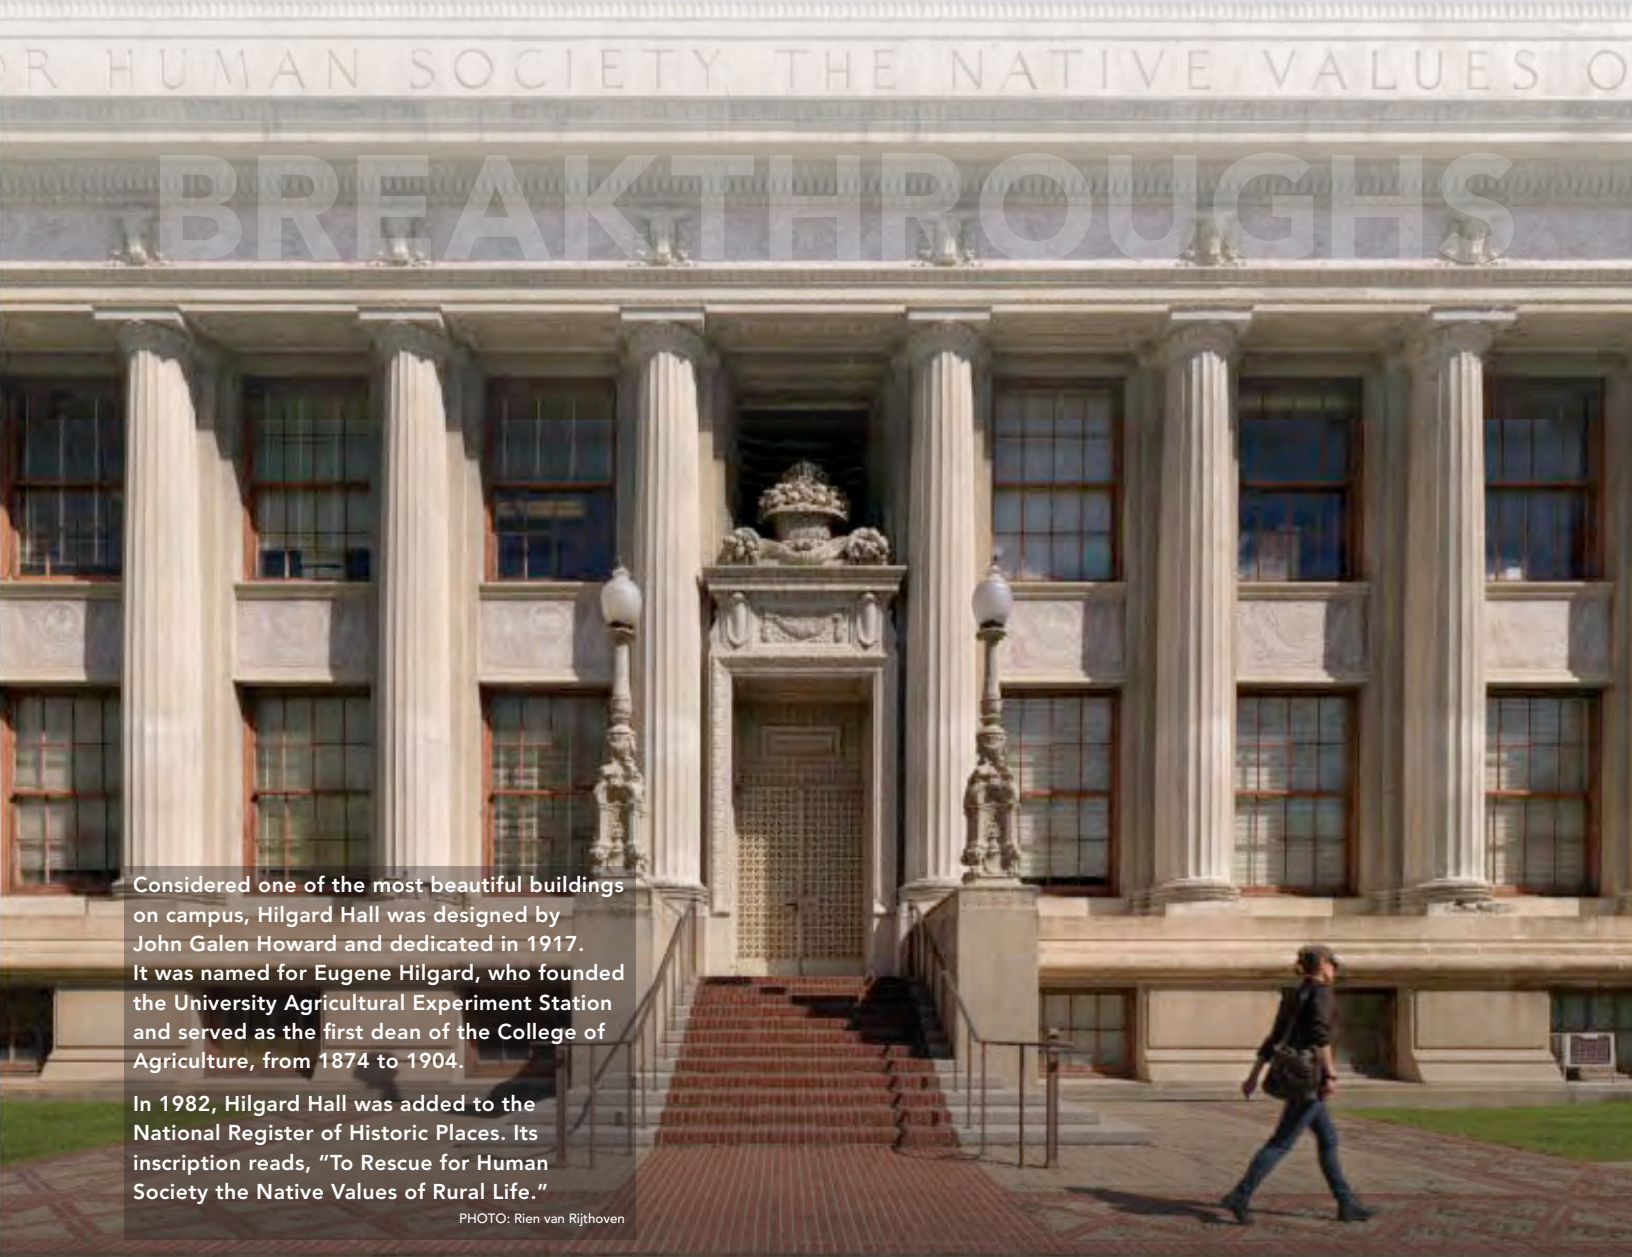 R HUMAN SOCIETY THE NATIVE VALUES O
BREAKTHROUGHS
Considered one of the most beautiful buildings
on campus, Hilgard Hall was designed by
John Galen Howard and dedicated in 1917.
It was named for Eugene Hilgard, who founded
the University Agricultural Experiment Station
and served as the first dean of the College of
Agriculture, from 1874 to 1904.
In 1982, Hilgard Hall was added to the
National Register of Historic Places. Its
inscription reads, “To Rescue for Human
Society the Native Values of Rural Life.”
PHOTO: Rien van Rijthoven